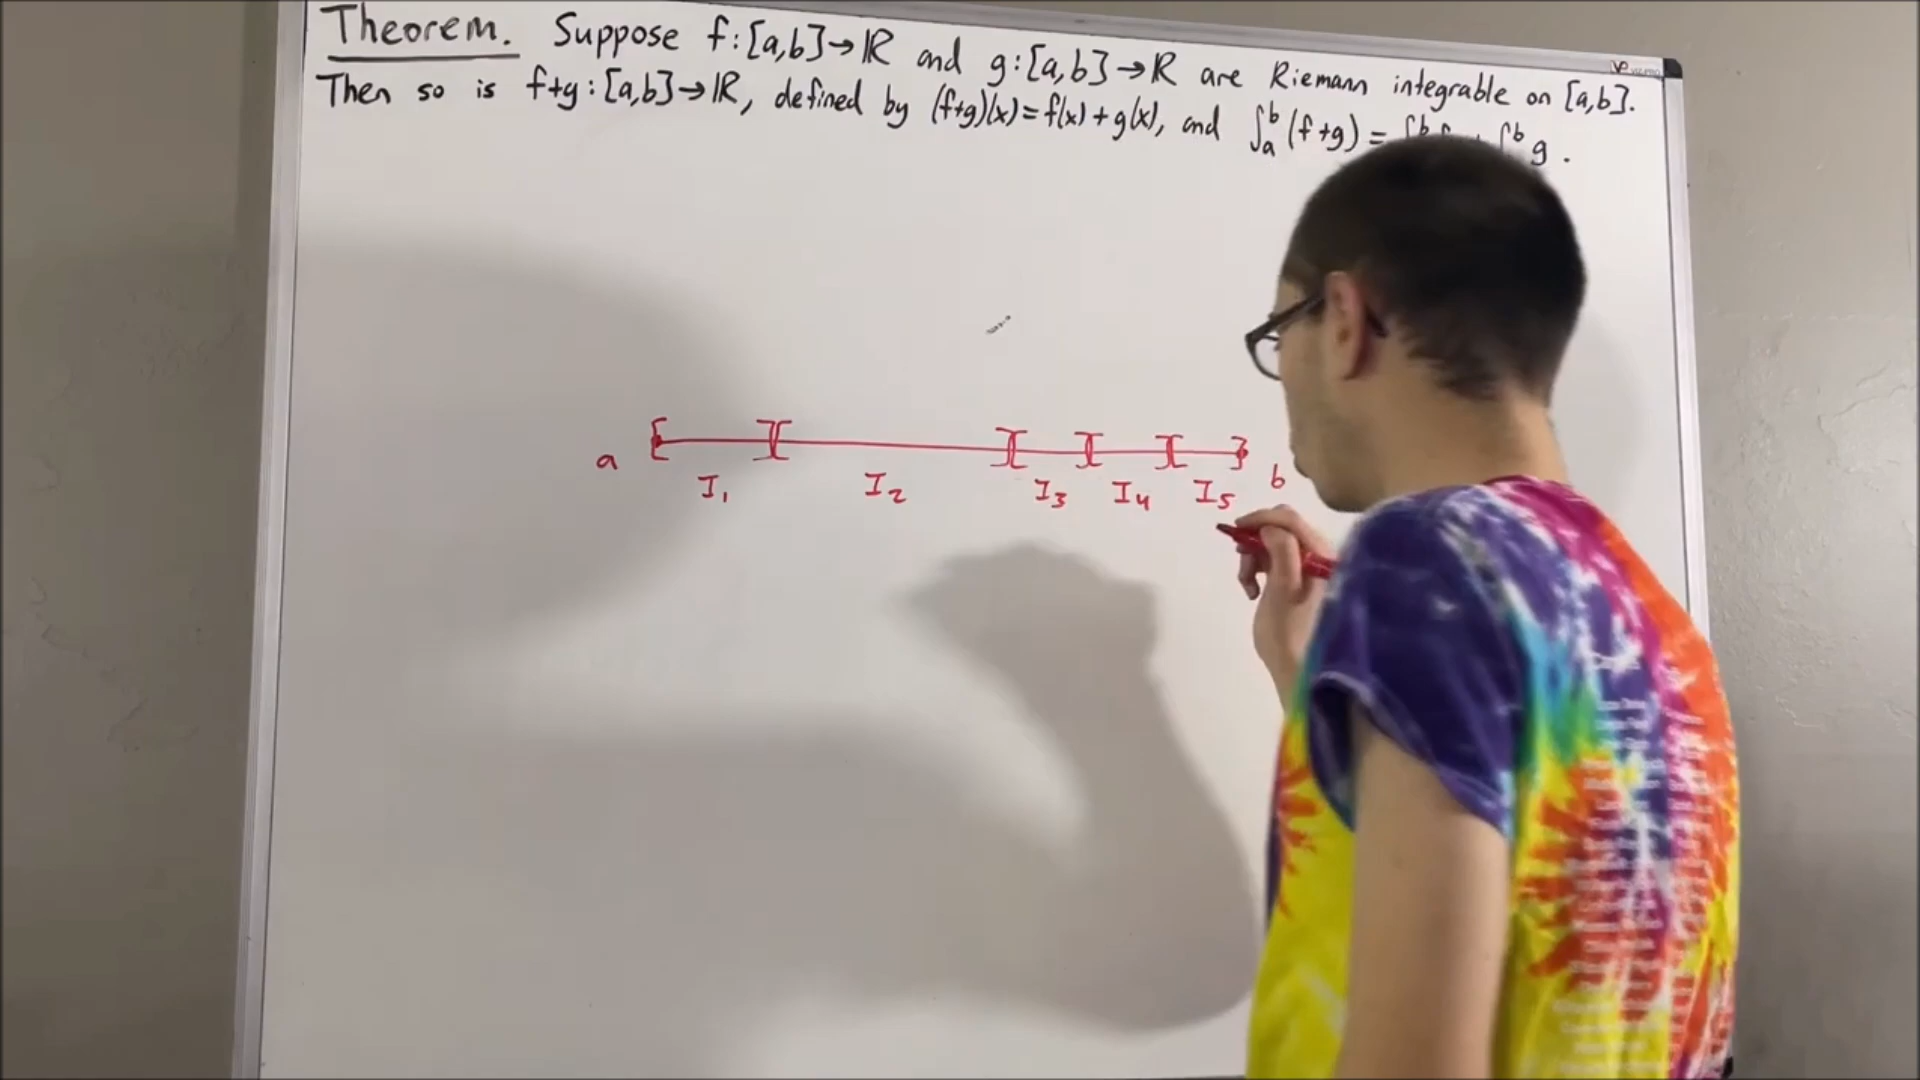 Theorem. Suppose f:[a,b]→ℝ and g:[a,b]→ℝ are Riemann integrable on [a,b].
Then so is f+g:[a,b]→ℝ, defined by (f+g)(x)=f(x)+g(x), and ∫ₐᵇ(f+g) = ∫ᵇ ∫ᵇ g.
a b
I₁ I₂ I₃ I₄ I₅